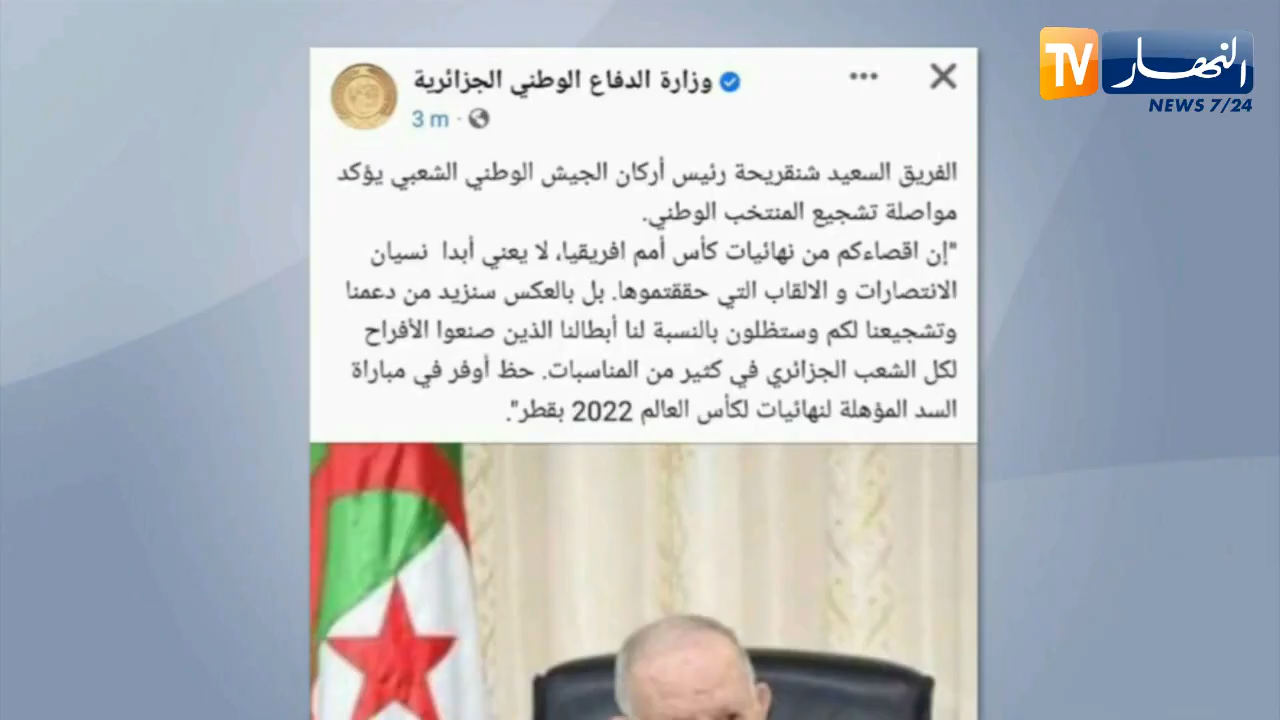 وزارة الدفاع الوطني الجزائرية
3 m ·
الفريق السعيد شنقريحة رئيس أركان الجيش الوطني الشعبي يؤكد
مواصلة تشجيع المنتخب الوطني.
"إن اقصاءكم من نهائيات كأس أمم افريقيا، لا يعني أبدا نسيان
الانتصارات و الالقاب التي حققتموها. بل بالعكس سنزيد من دعمنا
وتشجيعنا لكم وستظلون بالنسبة لنا أبطالنا الذين صنعوا الأفراح
لكل الشعب الجزائري في كثير من المناسبات. حظ أوفر في مباراة
السد المؤهلة لنهائيات لكأس العالم 2022 بقطر".
النهار TV
NEWS 7/24